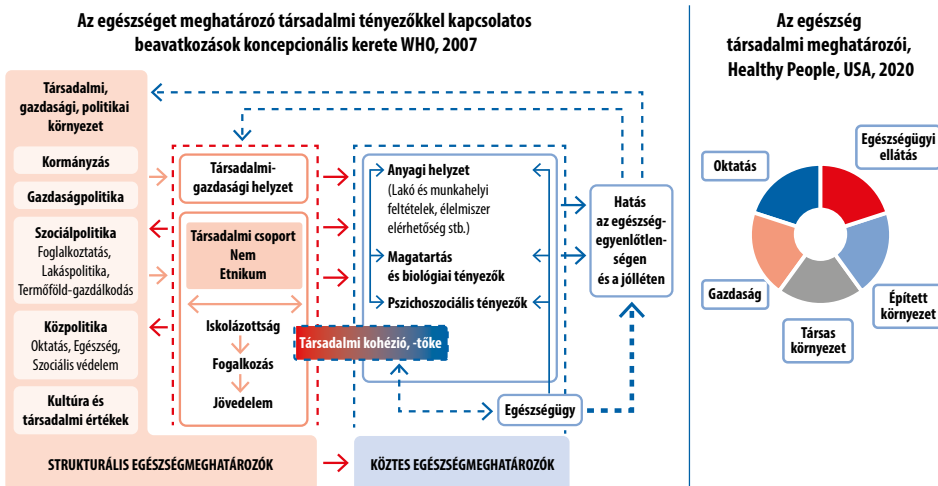 Az egészséget meghatározó társadalmi tényezőkkel kapcsolatos
beavatkozások koncepcionális kerete WHO, 2007
Társadalmi,
gazdasági, politikai
környezet
Kormányzás
Gazdaságpolitika
Szociálpolitika
Foglalkoztatás,
Lakáspolitika,
Termőföld-gazdálkodás
Közpolitika
Oktatás, Egészség,
Szociális védelem
Kultúra és
társadalmi értékek
Társadalmi-
gazdasági helyzet
Társadalmi csoport
Nem
Etnikum
Iskolázottság
Fogalkozás
Jövedelem
Társadalmi kohézió, -tőke
Anyagi helyzet
(Lakó és munkahelyi
feltételek, élelmiszer
elérhetőség stb.)
Magatartás
és biológiai tényezők
Pszichoszociális tényezők
Egészségügy
Hatás
az egészség-
egyenlőtlen-
ségen
és a jólléten
STRUKTURÁLIS EGÉSZSÉGMEGHATÁROZÓK
KÖZTES EGÉSZSÉGMEGHATÁROZÓK
Az egészség
társadalmi meghatározói,
Healthy People, USA, 2020
Oktatás
Egészségügyi
ellátás
Gazdaság
Társas
környezet
Épített
környezet